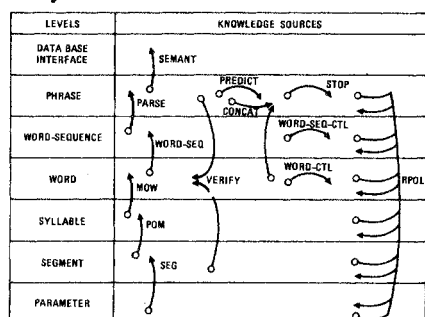 LEVELS KNOWLEDGE SOURCES
DATA BASE
INTERFACE
SEMANT
PHRASE
PREDICT
STOP
PARSE
CONCAT
WORD-SEQUENCE
WORD-SEQ
WORD-SEQ-CTL
WORD
MOW
VERIFY
WORD-CTL
RPOL
SYLLABLE
POM
SEGMENT
SEG
PARAMETER